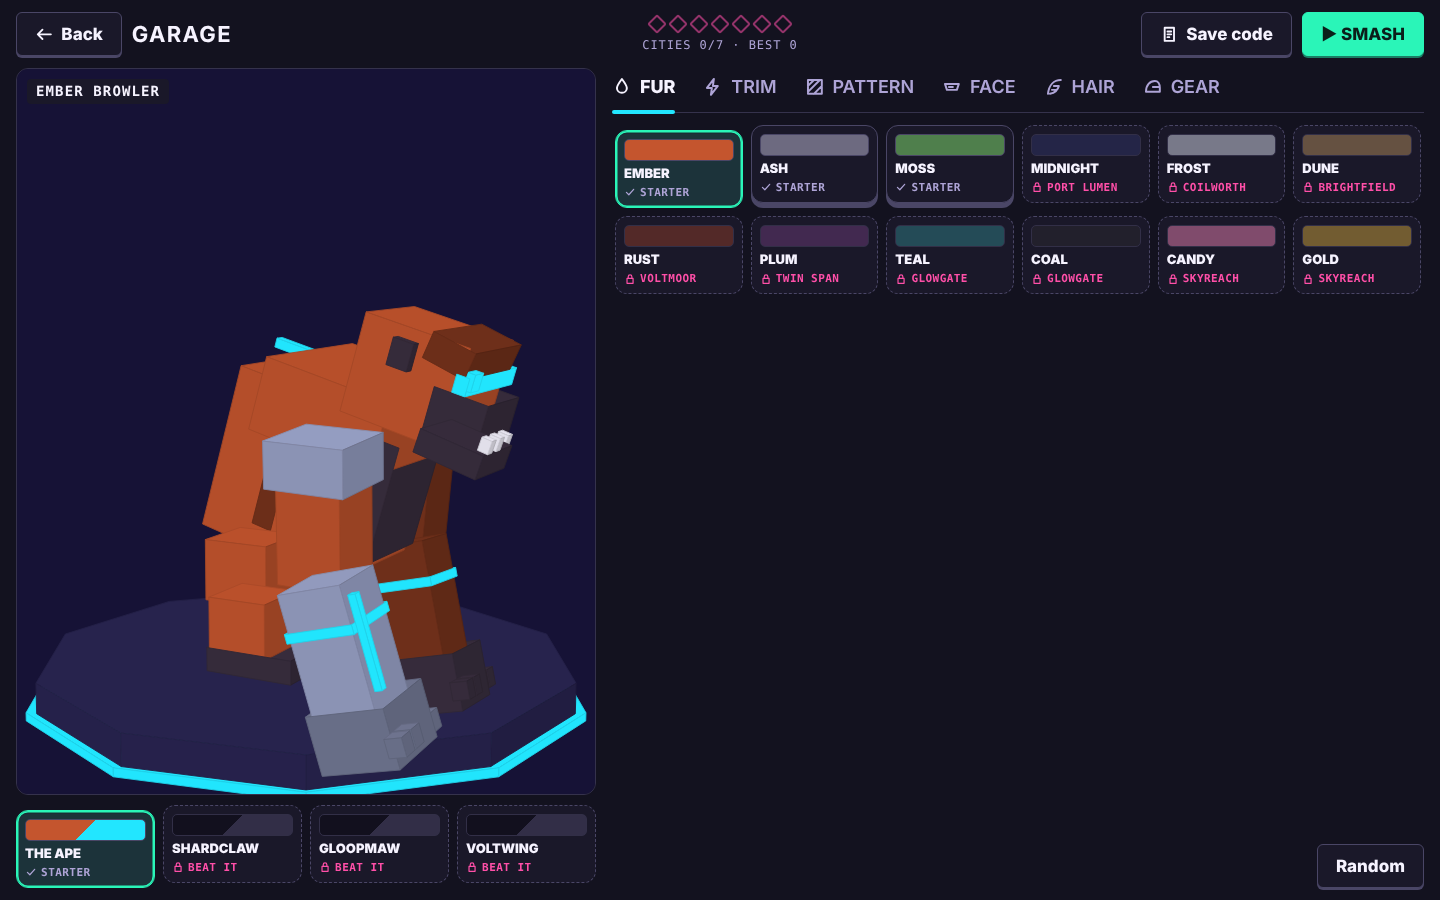 Back
GARAGE
CITIES 0/7 · BEST 0
Save code
SMASH
EMBER BROWLER
FUR
TRIM
PATTERN
FACE
HAIR
GEAR
EMBER
STARTER
ASH
STARTER
MOSS
STARTER
MIDNIGHT
PORT LUMEN
FROST
COILWORTH
DUNE
BRIGHTFIELD
RUST
VOLTMOOR
PLUM
TWIN SPAN
TEAL
GLOWGATE
COAL
GLOWGATE
CANDY
SKYREACH
GOLD
SKYREACH
THE APE
STARTER
SHARDCLAW
BEAT IT
GLOOPMAW
BEAT IT
VOLTWING
BEAT IT
Random